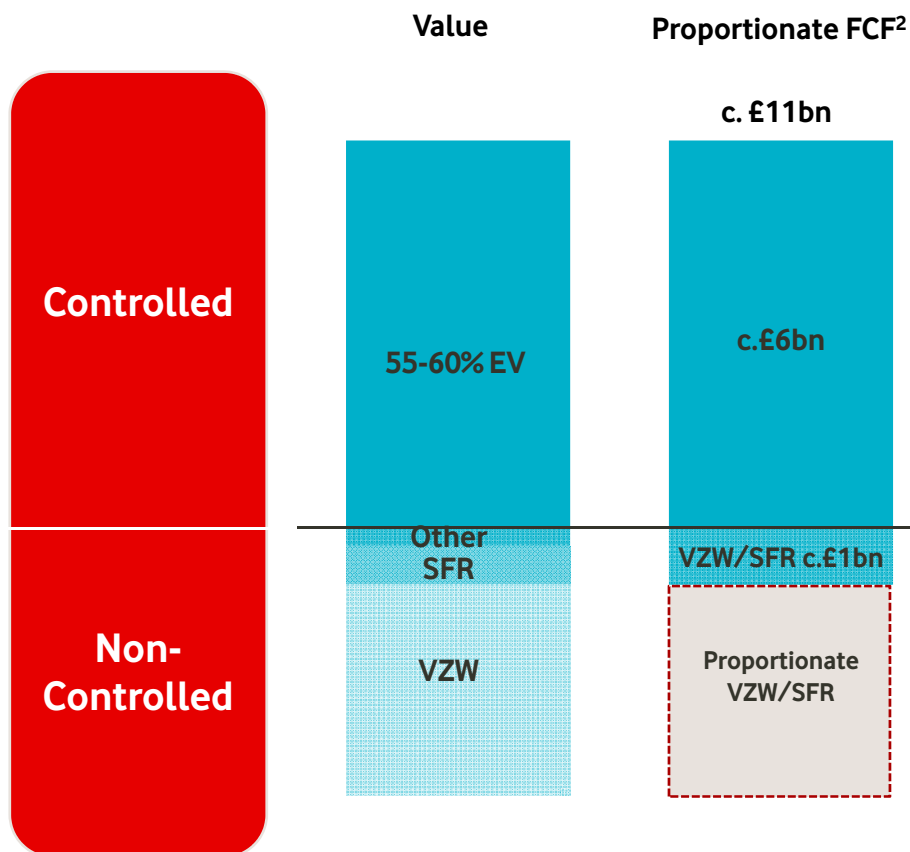 Value
Proportionate FCF²
c. £11bn
Controlled
55-60% EV
c.£6bn
Other
SFR
VZW/SFR c.£1bn
Non-
Controlled
VZW
Proportionate
VZW/SFR